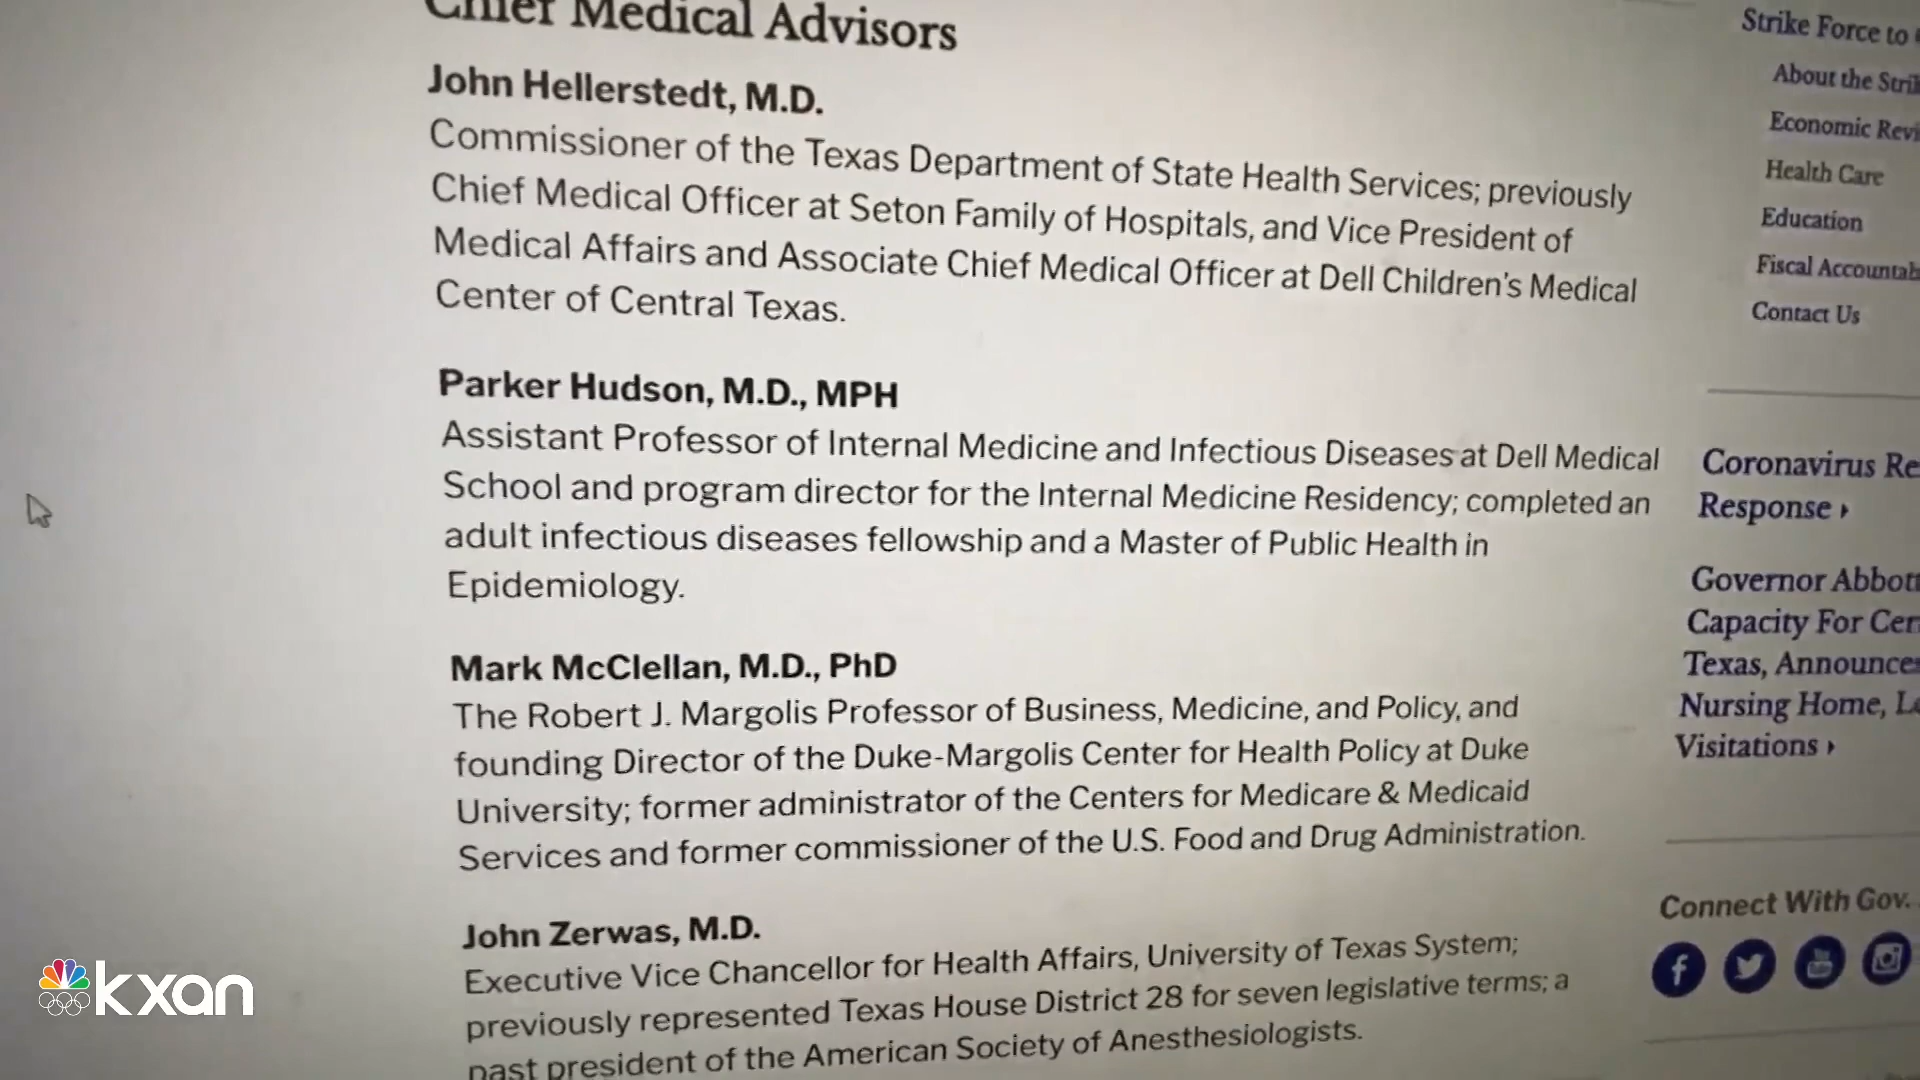 Chief Medical Advisors
John Hellerstedt, M.D.
Commissioner of the Texas Department of State Health Services; previously
Chief Medical Officer at Seton Family of Hospitals, and Vice President of
Medical Affairs and Associate Chief Medical Officer at Dell Children's Medical
Center of Central Texas.
Parker Hudson, M.D., MPH
Assistant Professor of Internal Medicine and Infectious Diseases at Dell Medical
School and program director for the Internal Medicine Residency; completed an
adult infectious diseases fellowship and a Master of Public Health in
Epidemiology.
Mark McClellan, M.D., PhD
The Robert J. Margolis Professor of Business, Medicine, and Policy, and
founding Director of the Duke-Margolis Center for Health Policy at Duke
University; former administrator of the Centers for Medicare & Medicaid
Services and former commissioner of the U.S. Food and Drug Administration.
John Zerwas, M.D.
Executive Vice Chancellor for Health Affairs, University of Texas System;
previously represented Texas House District 28 for seven legislative terms; a
past president of the American Society of Anesthesiologists.
Strike Force to
About the
Economic
Health Care
Education
Fiscal
Contact Us
Coronavirus
Response
Governor Abbott
Capacity For
Texas,
Nursing Home,
Visitations
Connect With Gov.
kxan